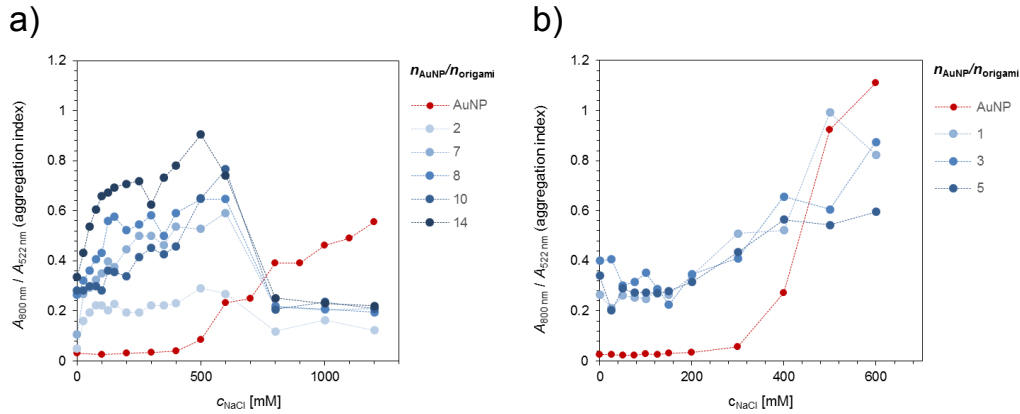 a)
1.2
1
0.8
0.6
0.4
0.2
0
0 500 1000
A800 nm / A522 nm (aggregation index)
cNaCl [mM]
nAuNP/norigami
AuNP
2
7
8
10
14
b)
1.2
1
0.8
0.6
0.4
0.2
0
0 200 400 600
A800 nm / A522 nm (aggregation index)
cNaCl [mM]
nAuNP/norigami
AuNP
1
3
5